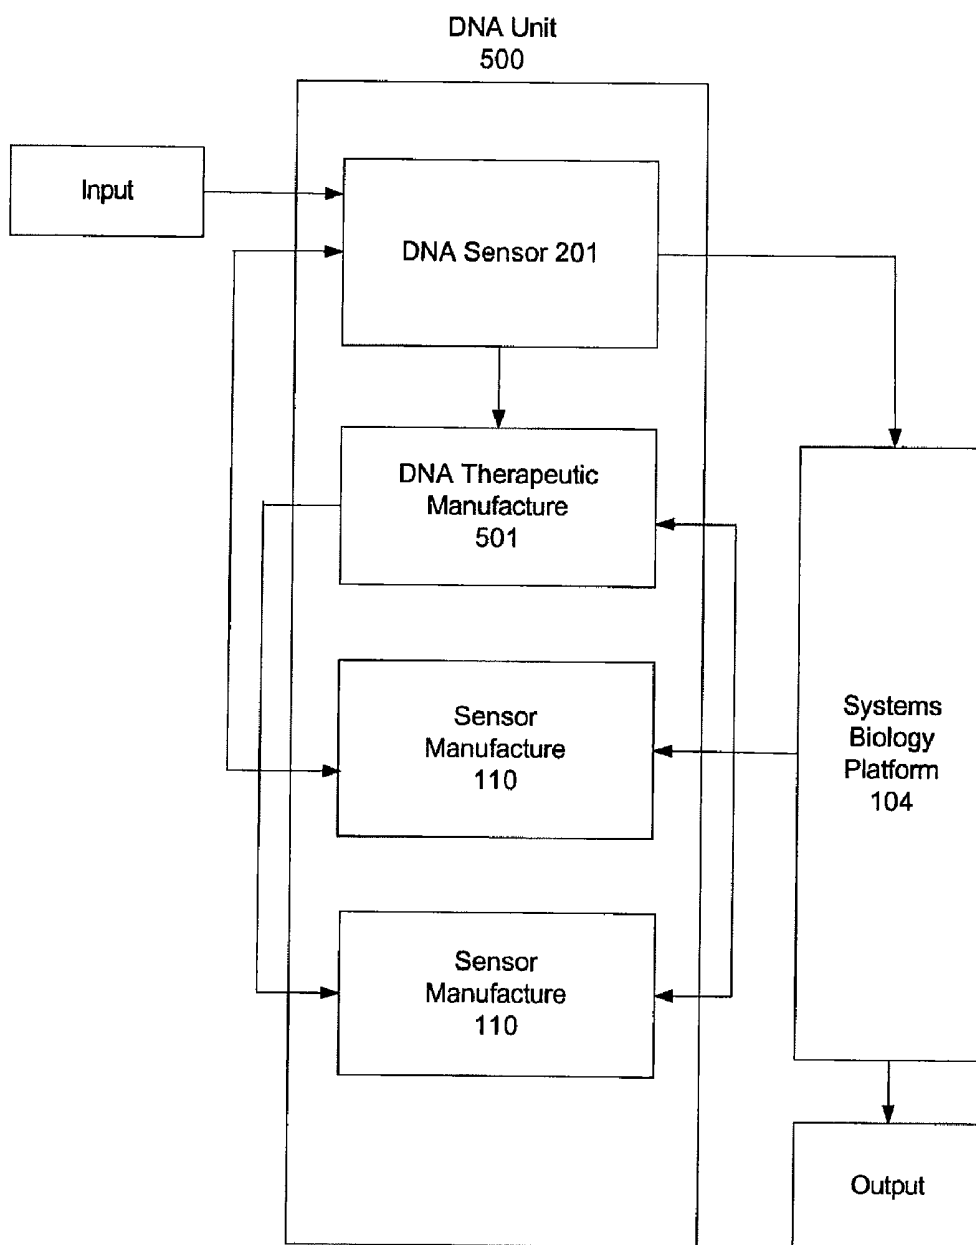 DNA Unit
500
Input
DNA Sensor 201
DNA Therapeutic
Manufacture
501
Sensor
Manufacture
110
Systems
Biology
Platform
104
Sensor
Manufacture
110
Output